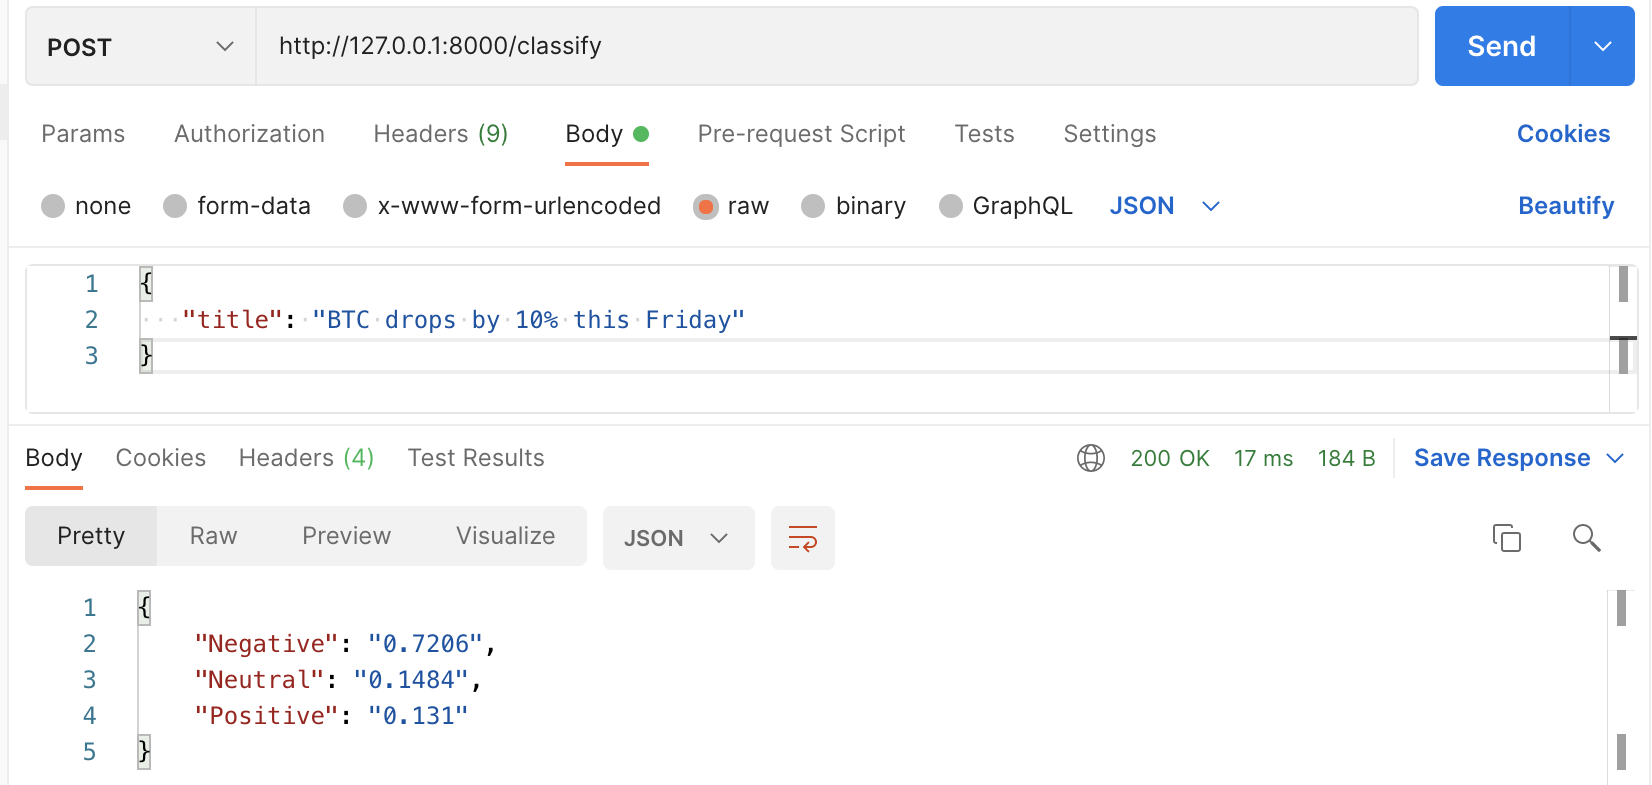 POST http://127.0.0.1:8000/classify Send
Params Authorization Headers (9) Body Pre-request Script Tests Settings Cookies
none form-data x-www-form-urlencoded raw binary GraphQL JSON Beautify
1 {
2 "title": "BTC drops by 10% this Friday"
3 }
Body Cookies Headers (4) Test Results 200 OK 17 ms 184 B Save Response
Pretty Raw Preview Visualize JSON
1 {
2 "Negative": "0.7206",
3 "Neutral": "0.1484",
4 "Positive": "0.131"
5 }